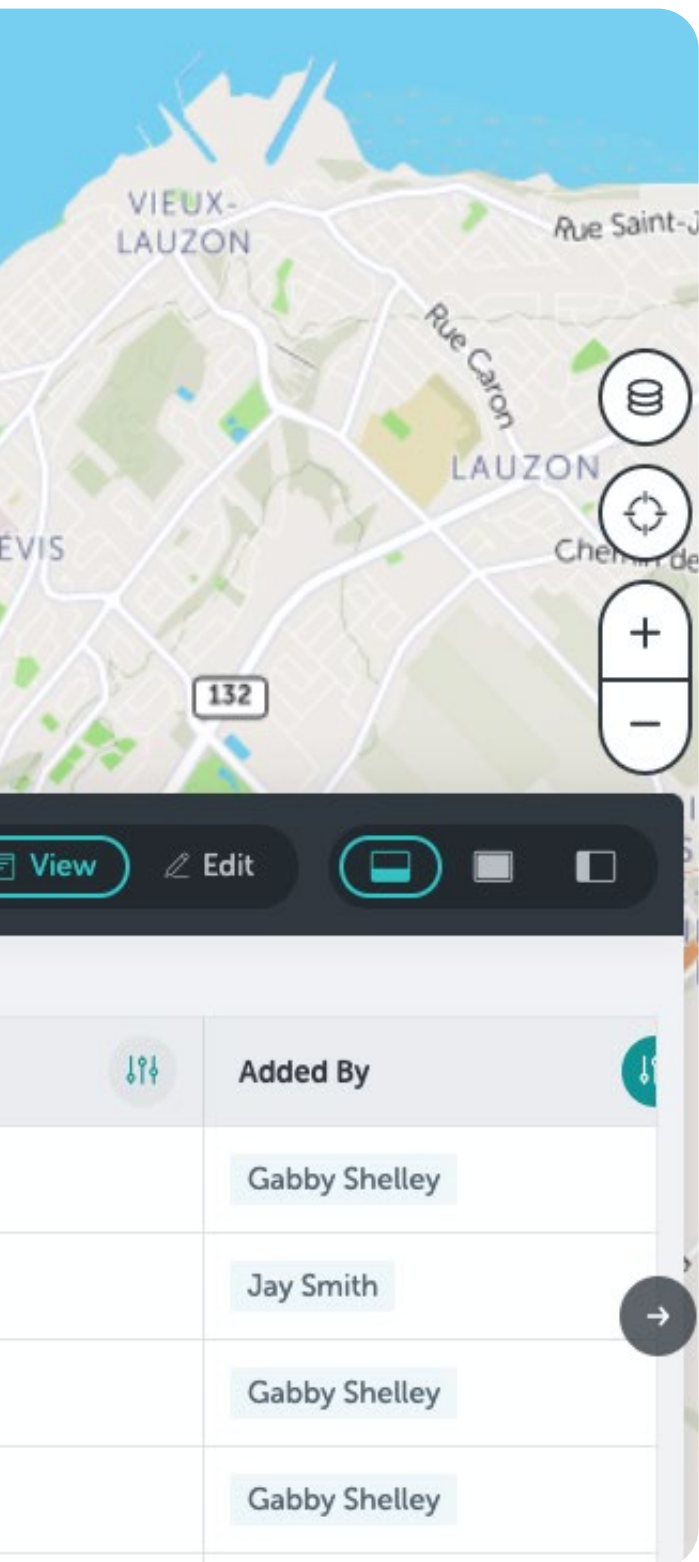 VIEUX-
LAUZON
Rue Saint-J
Rue Caron
LAUZON
ÉVIS
Chemin de
132
View
Edit
Added By
Gabby Shelley
Jay Smith
Gabby Shelley
Gabby Shelley